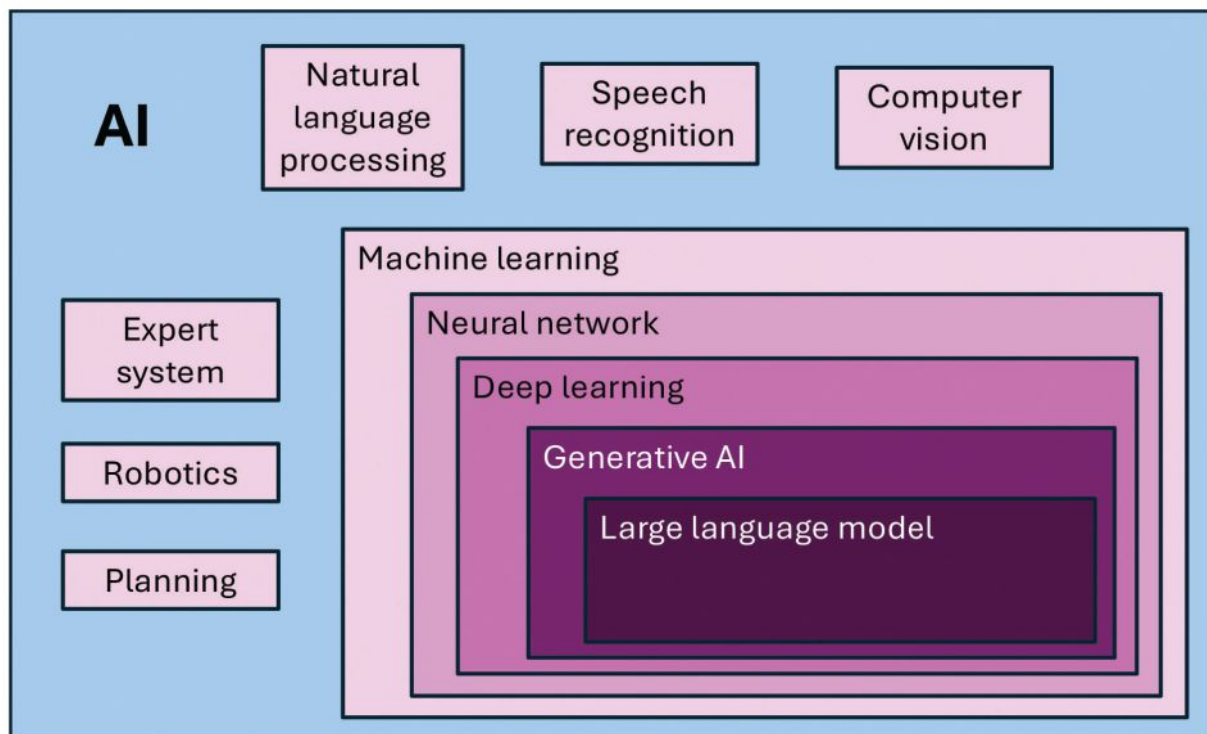 AI
Natural
language
processing
Speech
recognition
Computer
vision
Machine learning
Neural network
Deep learning
Generative AI
Large language model
Expert
system
Robotics
Planning